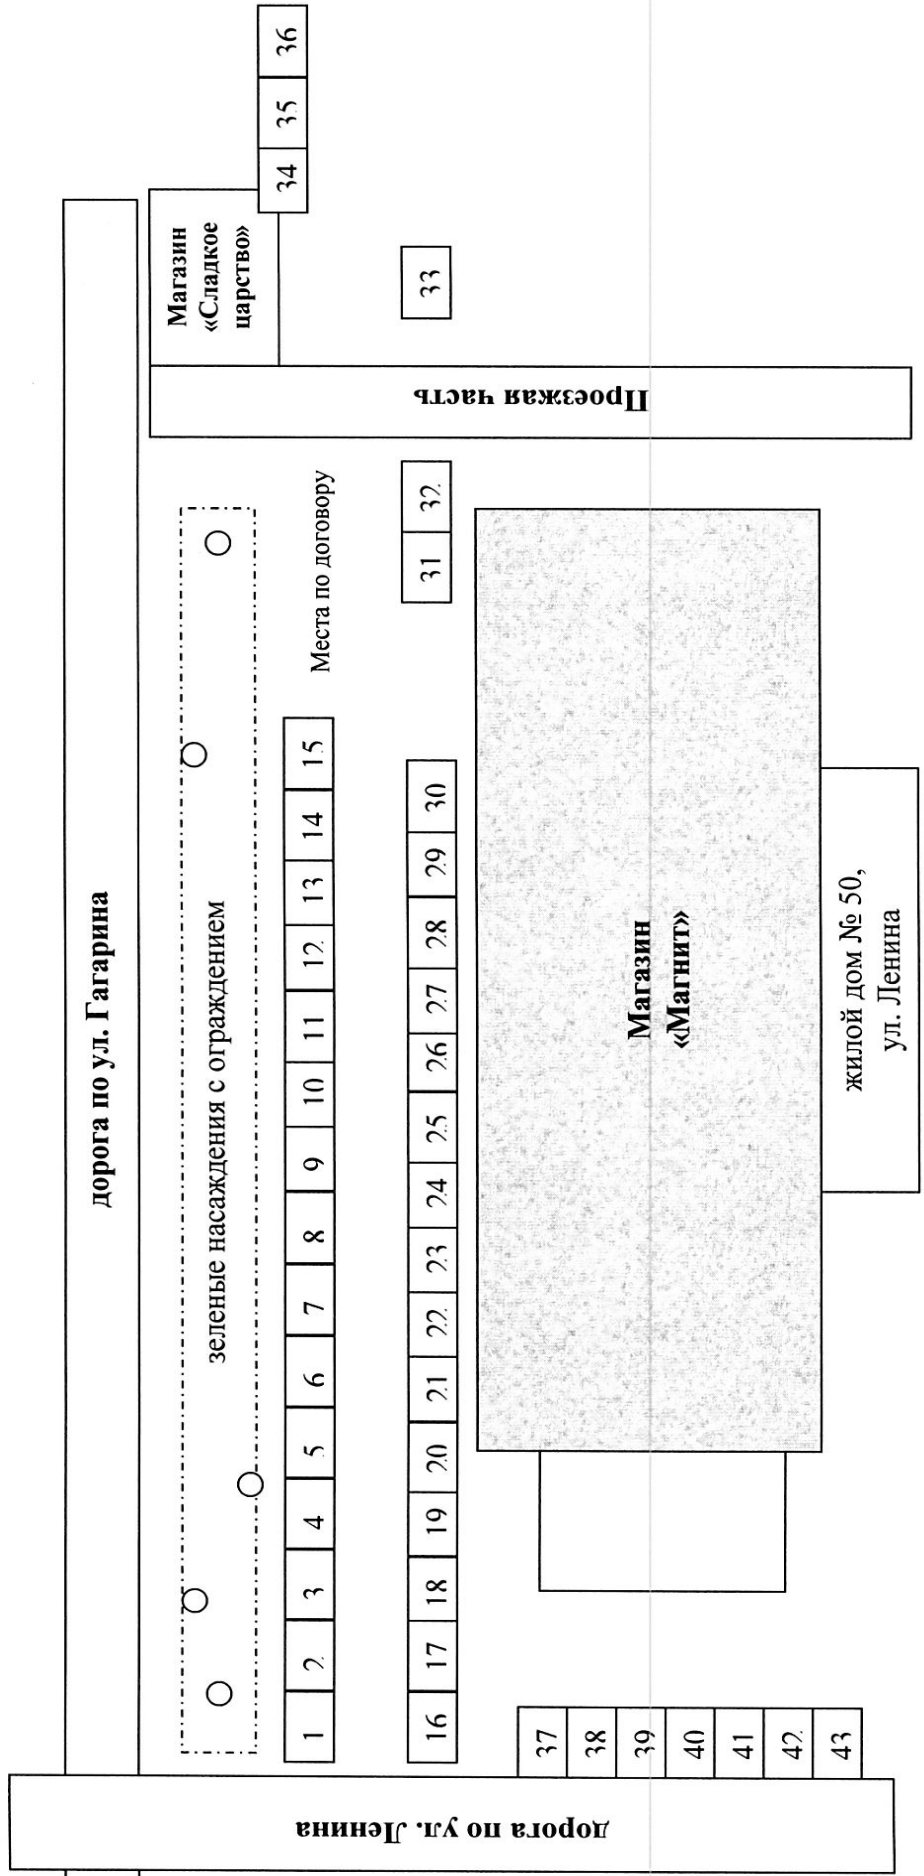 дорога по ул. Гагарина
зеленые насаждения с ограждением
Магазин
«Сладкое
царство»
34 35 36
1 2 3 4 5 6 7 8 9 10 11 12 13 14 15
Места по договору
16 17 18 19 20 21 22 23 24 25 26 27 28 29 30
31 32
33
Проезжая часть
дорога по ул. Ленина
37
38
39
40
41
42
43
Магазин
«Магнит»
жилой дом № 50,
ул. Ленина